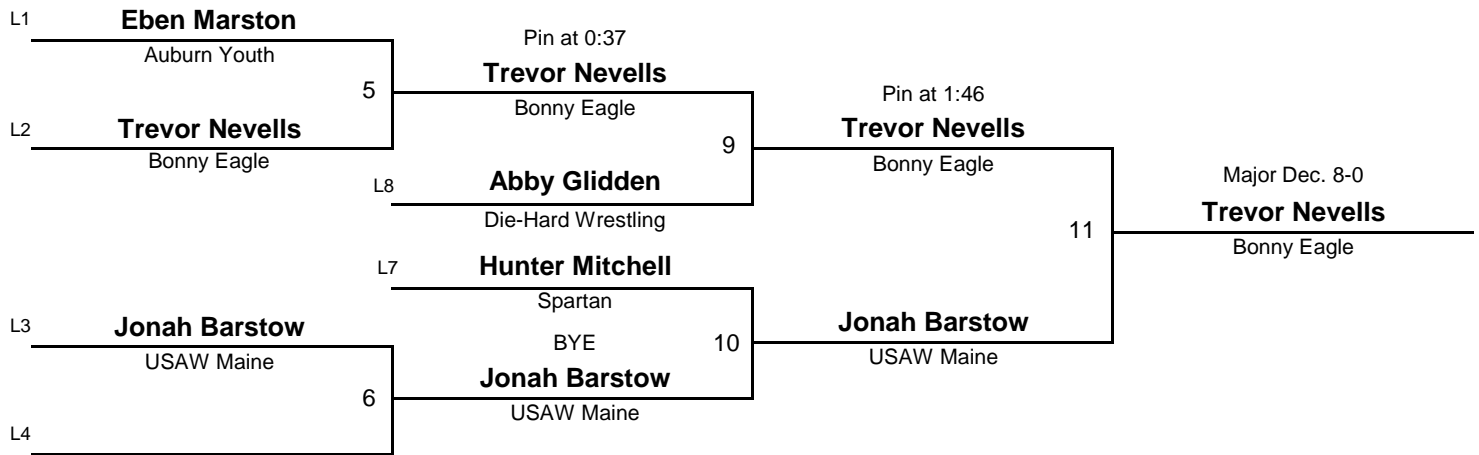 L1
Eben Marston
Auburn Youth
5
L2
Trevor Nevells
Bonny Eagle
Pin at 0:37
Trevor Nevells
Bonny Eagle
9
L8
Abby Glidden
Die-Hard Wrestling
Pin at 1:46
Trevor Nevells
Bonny Eagle
11
Major Dec. 8-0
Trevor Nevells
Bonny Eagle
L7
Hunter Mitchell
Spartan
10
L3
Jonah Barstow
USAW Maine
6
L4
BYE
Jonah Barstow
USAW Maine
Jonah Barstow
USAW Maine